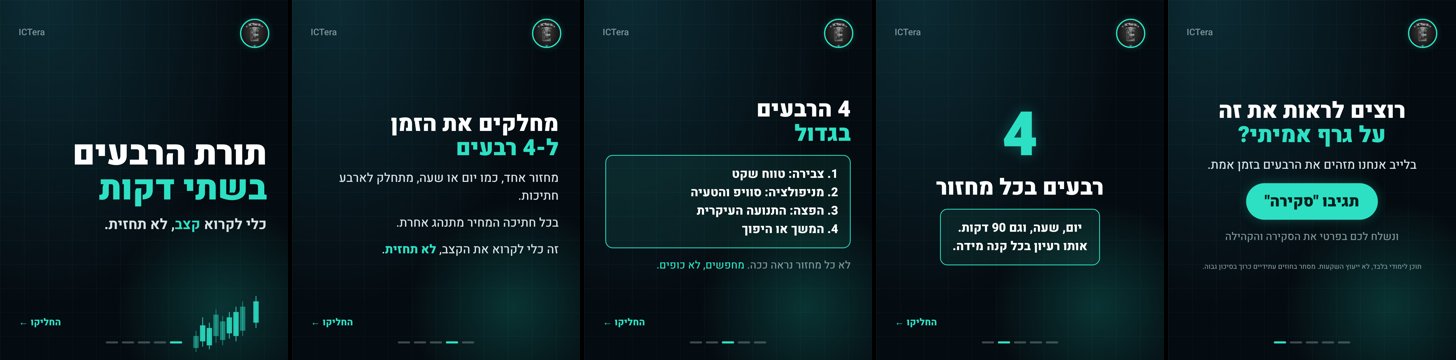 ICTera
תורת הרבעים
בשתי דקות
כלי לקרוא קצב, לא תחזית.
החליקו ←
ICTera
מחלקים את הזמן
ל-4 רבעים
מחזור אחד, כמו יום או שעה, מתחלק לארבע
חתיכות.
בכל חתיכה המחיר מתנהג אחרת.
זה כלי לקרוא את הקצב, לא תחזית.
החליקו ←
ICTera
4 הרבעים
בגדול
1. צבירה: טווח שקט
2. מניפולציה: סוויפ והטעיה
3. הפצה: התנועה העיקרית
4. המשך או היפוך
לא כל מחזור נראה ככה. מחפשים, לא כופים.
החליקו ←
ICTera
4
רבעים בכל מחזור
יום, שעה, וגם 90 דקות.
אותו רעיון בכל קנה מידה.
החליקו ←
ICTera
רוצים לראות את זה
על גרף אמיתי?
בלייב אנחנו מזהים את הרבעים בזמן אמת.
תגיבו "סקירה"
ונשלח לכם בפרטי את הסקירה והקהילה
תוכן לימודי בלבד, לא ייעוץ השקעות. מסחר בחוזים עתידיים כרוך בסיכון גבוה.